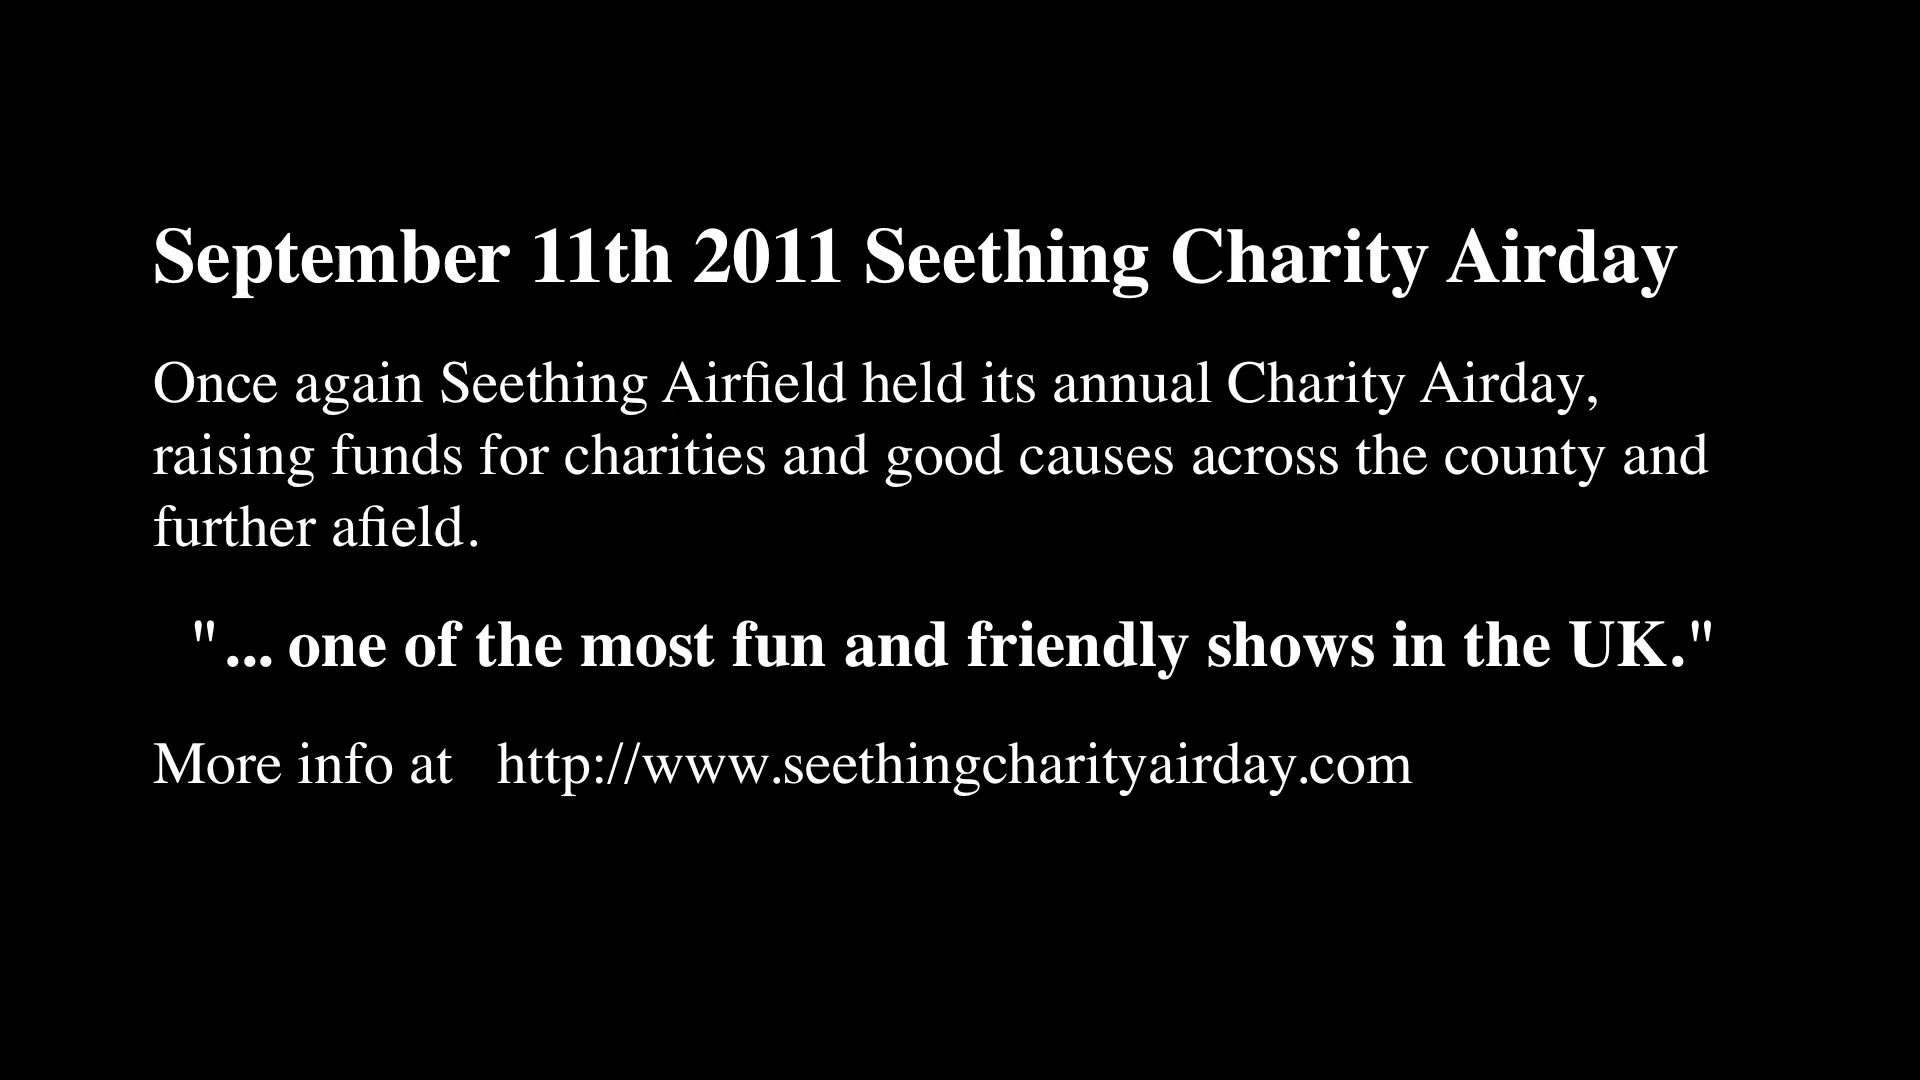 September 11th 2011 Seething Charity Airday
Once again Seething Airfield held its annual Charity Airday,
raising funds for charities and good causes across the county and
further afield.
"... one of the most fun and friendly shows in the UK."
More info at   http://www.seethingcharityairday.com